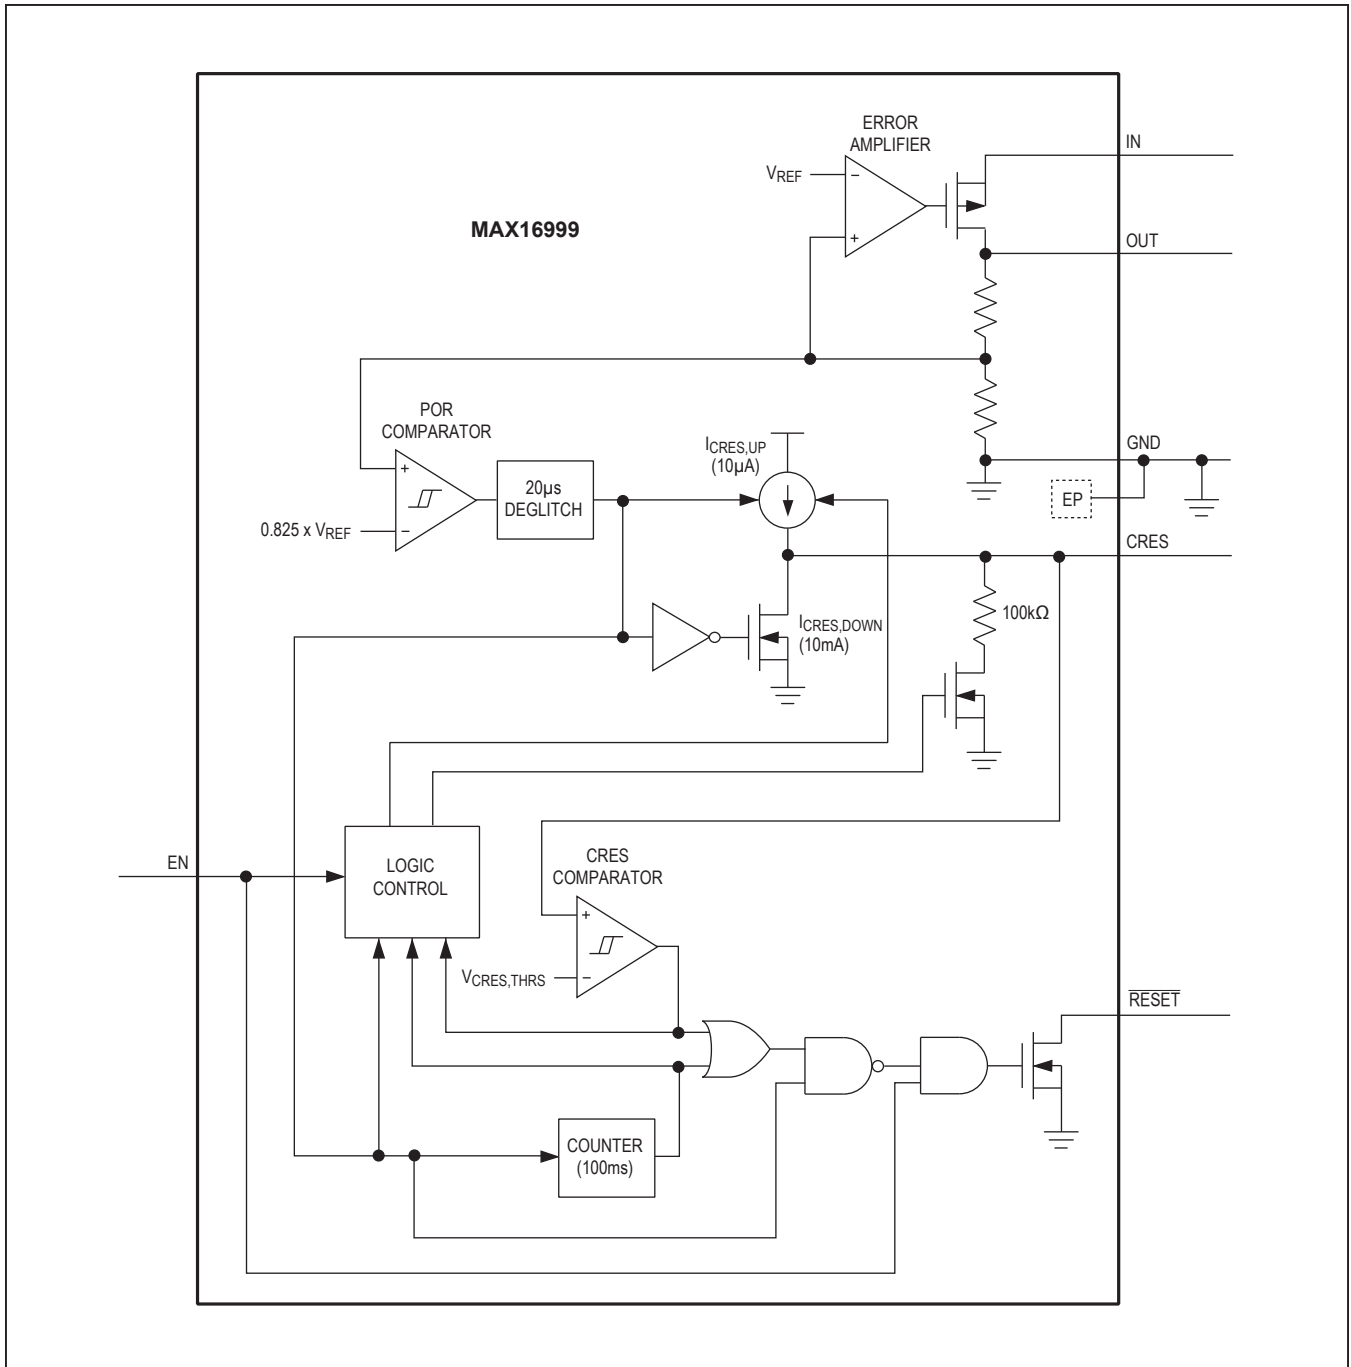 ERROR
AMPLIFIER
IN
VREF
−
MAX16999
+
OUT
POR
COMPARATOR
ICRES,UP
(10µA)
GND
+
20µs
DEGLITCH
EP
0.825 x VREF
−
CRES
ICRES,DOWN
(10mA)
100kΩ
EN
LOGIC
CONTROL
CRES
COMPARATOR
+
VCRES,THRS
−
RESET
COUNTER
(100ms)